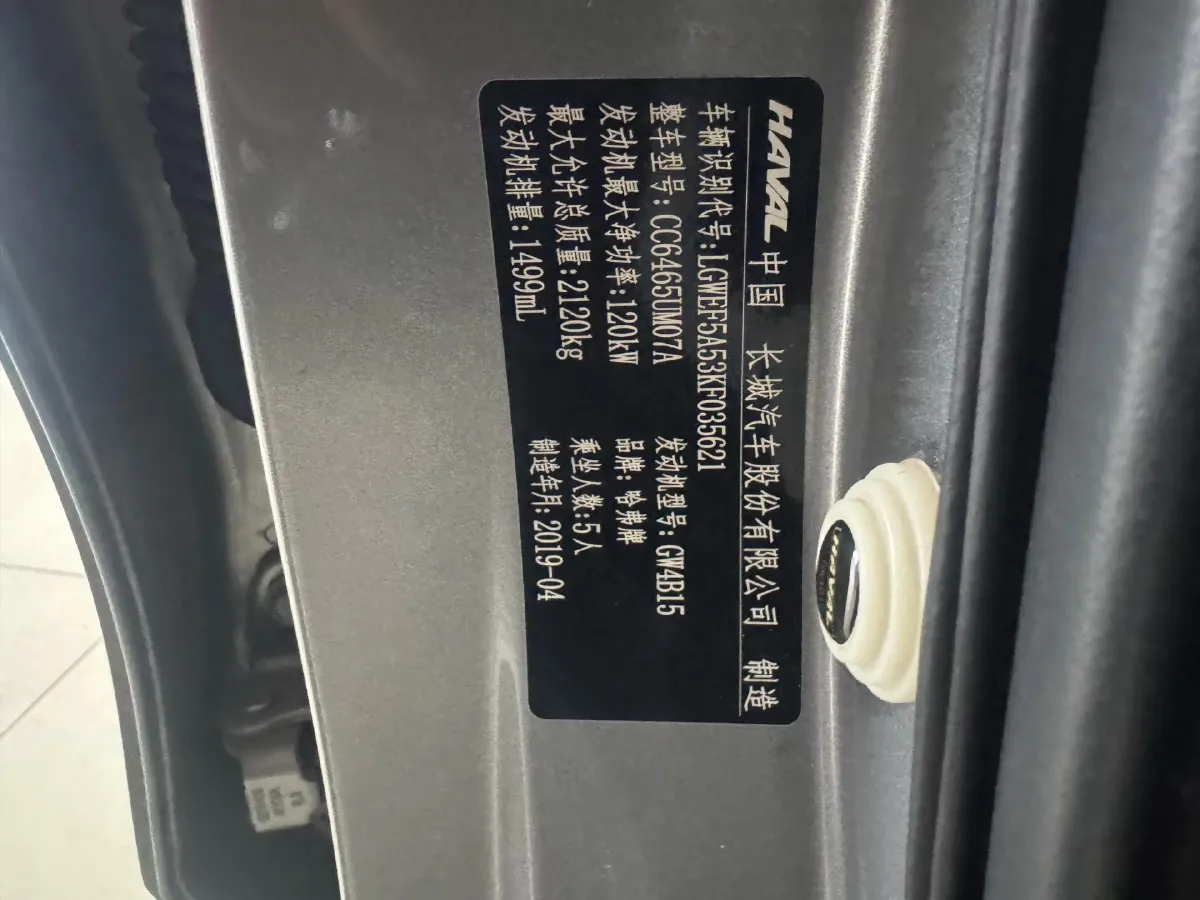 HAVAL 中国 长城汽车股份有限公司 制造
车辆识别代号:LGWEF5A53KF035621
整车型号:CC6465UM07A 发动机型号:GW4B15
发动机最大净功率:120kW 品牌:哈弗牌
最大允许总质量:2120kg 乘坐人数:5人
发动机排量:1499mL 制造年月:2019-04
HAVAL